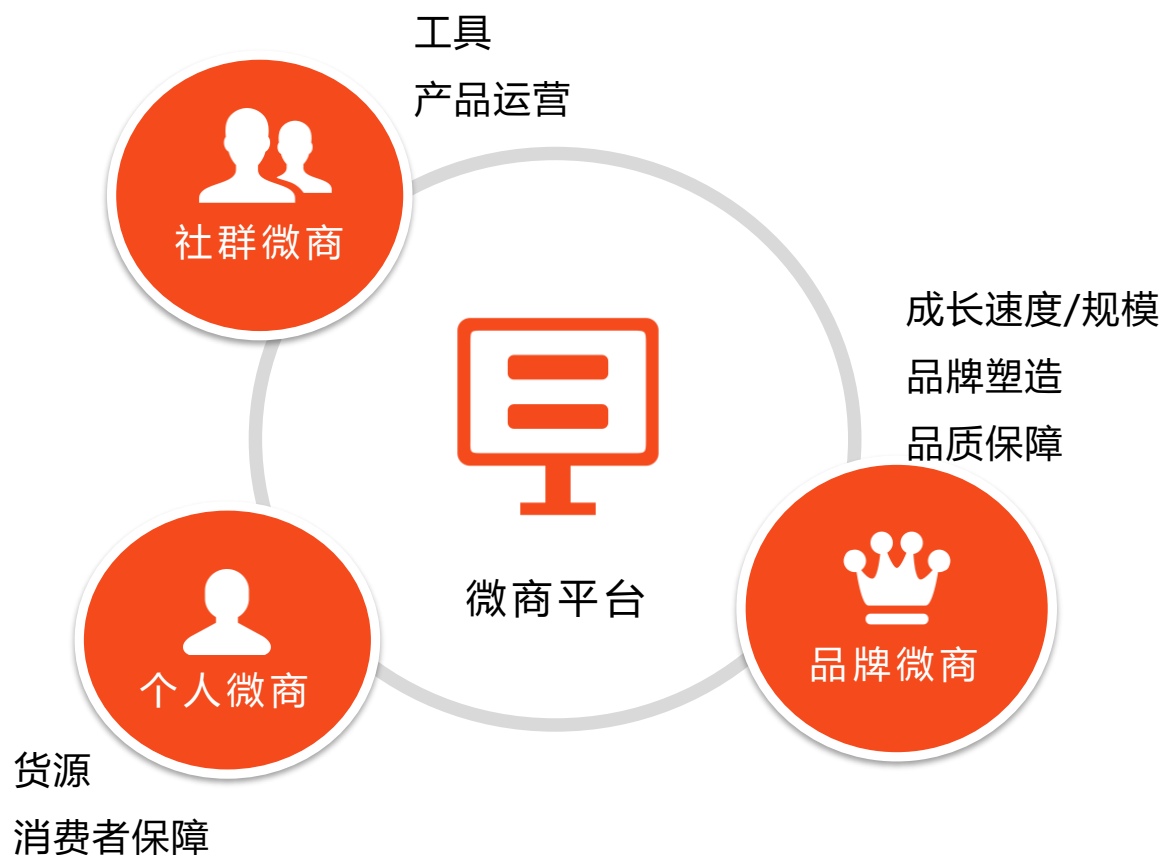 工具
产品运营
社群微商
成长速度/规模
品牌塑造
品质保障
微商平台
品牌微商
个人微商
货源
消费者保障